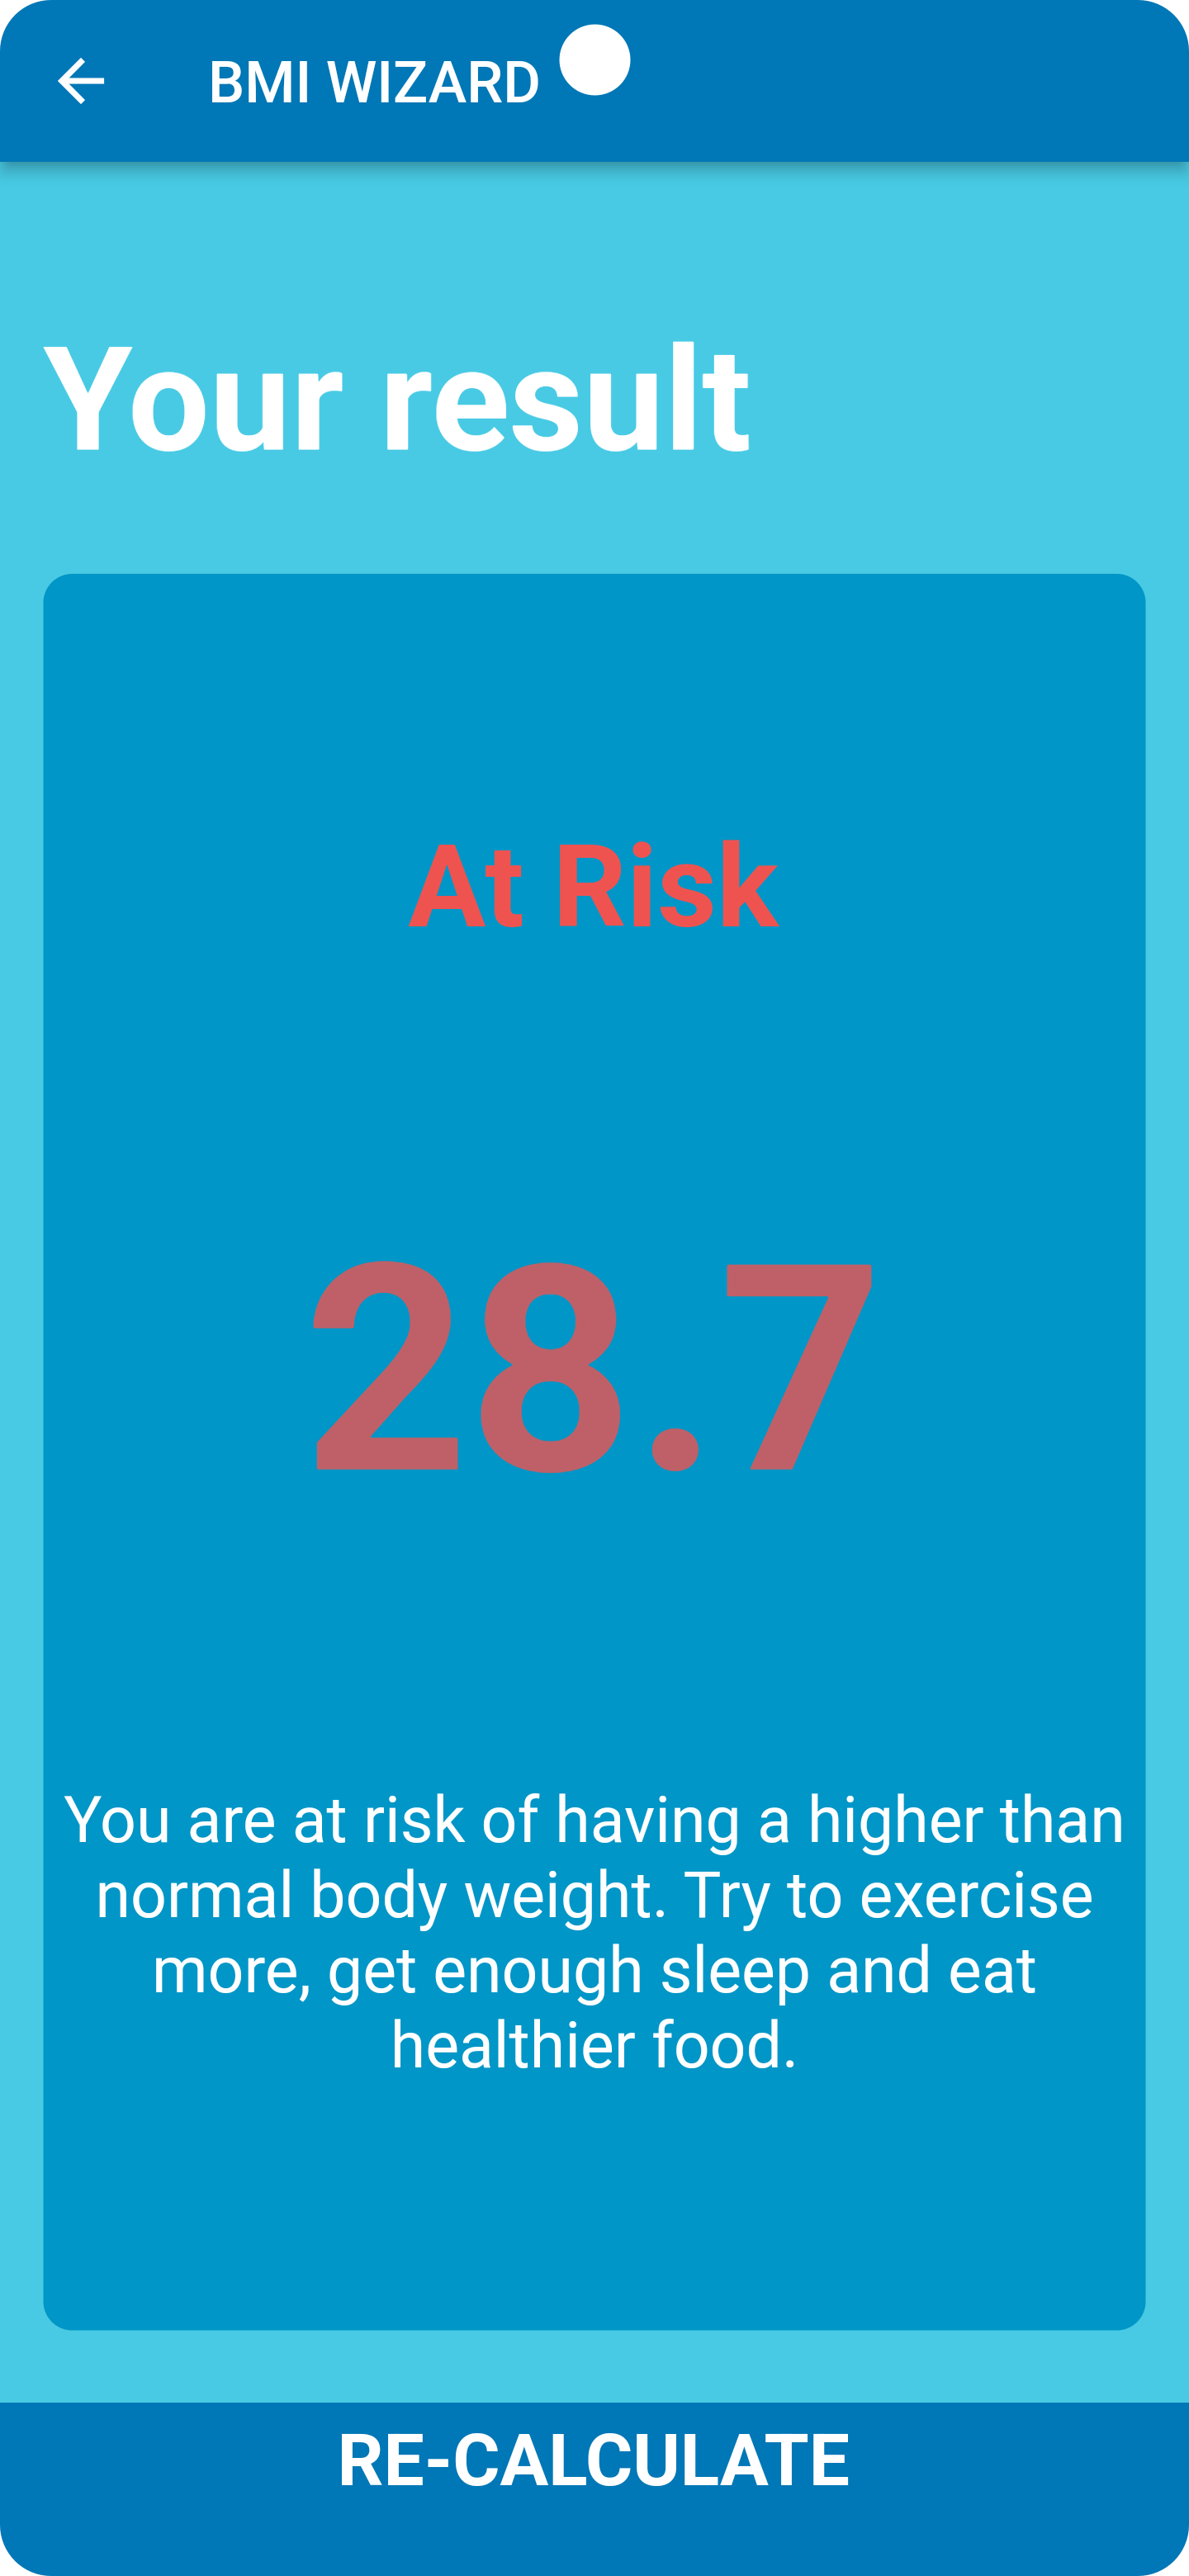 BMI WIZARD
Your result
At Risk
28.7
You are at risk of having a higher than
normal body weight. Try to exercise
more, get enough sleep and eat
healthier food.
RE-CALCULATE